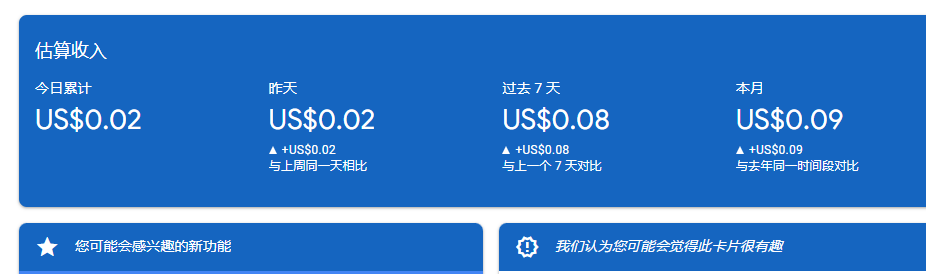 估算收入
今日累计 昨天 过去 7 天 本月
US$0.02 US$0.02 US$0.08 US$0.09
▲ +US$0.02 ▲ +US$0.08 ▲ +US$0.09
与上周同一天相比 与上一个 7 天对比 与去年同一时间段对比
您可能会感兴趣的新功能 我们认为您可能会觉得此卡片很有趣